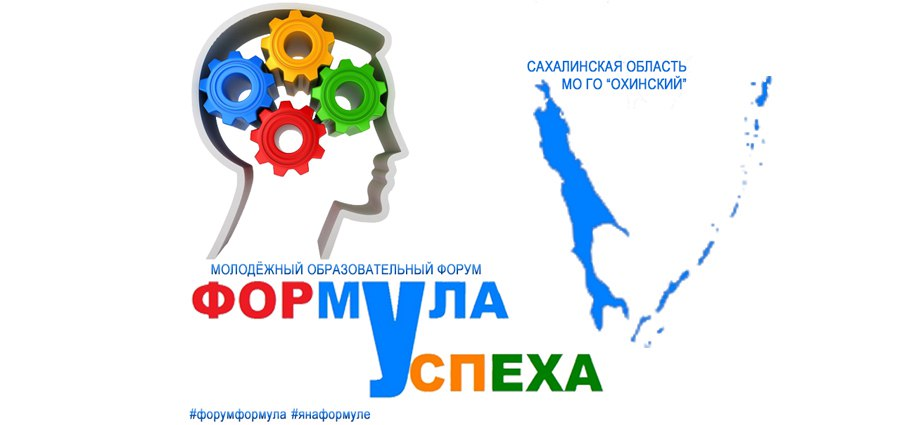 САХАЛИНСКАЯ ОБЛАСТЬ
МО ГО "ОХИНСКИЙ"
МОЛОДЁЖНЫЙ ОБРАЗОВАТЕЛЬНЫЙ ФОРУМ
ФОРМУЛА
УСПЕХА
#форумформула #янаформуле